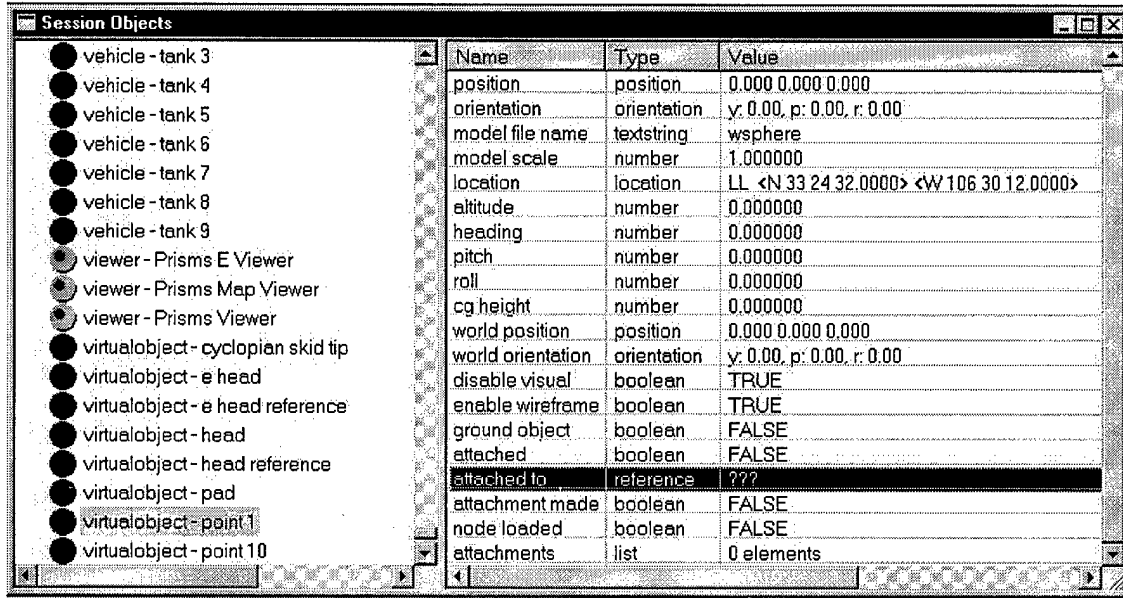 Session Objects
vehicle - tank 3
vehicle - tank 4
vehicle - tank 5
vehicle - tank 6
vehicle - tank 7
vehicle - tank 8
vehicle - tank 9
viewer - Prisms E Viewer
viewer - Prisms Map Viewer
viewer - Prisms Viewer
virtualobject - cyclopian skid tip
virtualobject - e head
virtualobject - e head reference
virtualobject - head
virtualobject - head reference
virtualobject - pad
virtualobject - point 1
virtualobject - point 10
Name Type Value
position position 0.000 0.000 0.000
orientation orientation y: 0.00, p: 0.00, r: 0.00
model file name textstring wsphere
model scale number 1.000000
location location LL <N 33 24 32.0000> <W 106 30 12.0000>
altitude number 0.000000
heading number 0.000000
pitch number 0.000000
roll number 0.000000
cg height number 0.000000
world position position 0.000 0.000 0.000
world orientation orientation y: 0.00, p: 0.00, r: 0.00
disable visual boolean TRUE
enable wireframe boolean TRUE
ground object boolean FALSE
attached boolean FALSE
attached to reference ???
attachment made boolean FALSE
node loaded boolean FALSE
attachments list 0 elements